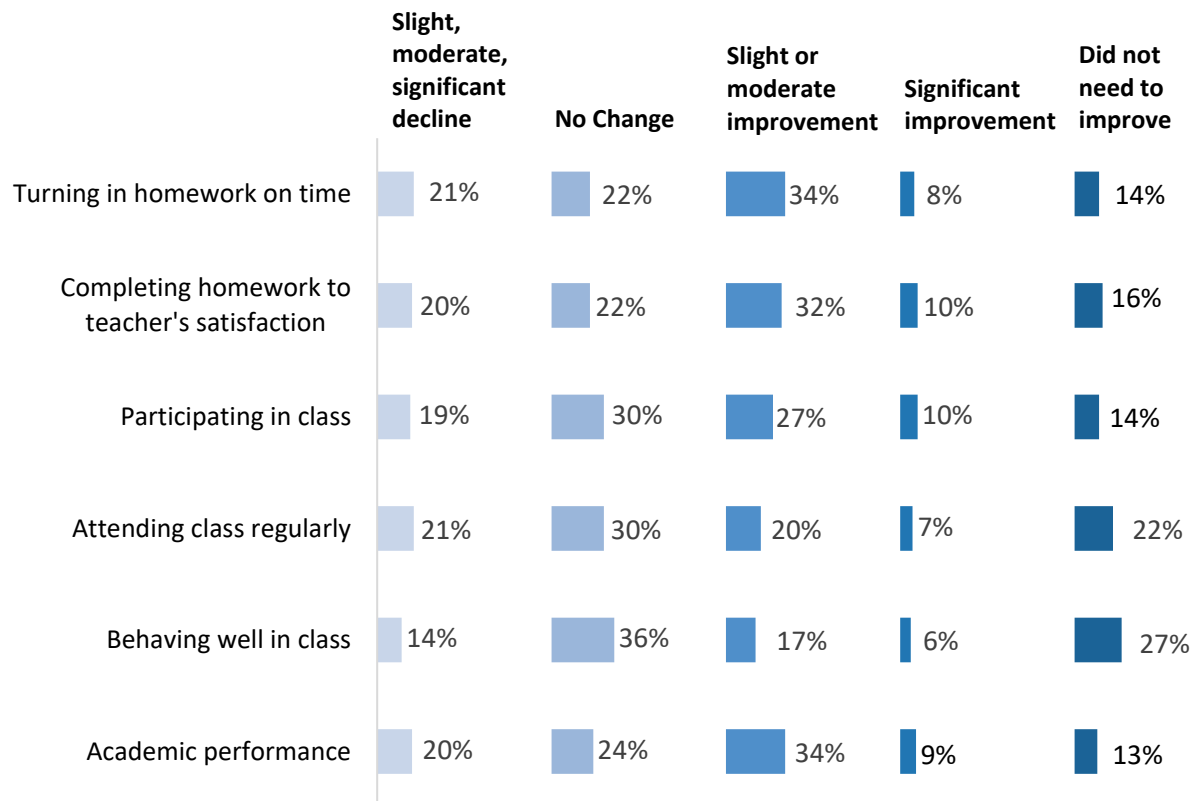 Slight,
moderate,
significant
decline
No Change
Slight or
moderate
improvement
Significant
improvement
Did not
need to
improve
Turning in homework on time 21% 22% 34% 8% 14%
Completing homework to
teacher's satisfaction 20% 22% 32% 10% 16%
Participating in class 19% 30% 27% 10% 14%
Attending class regularly 21% 30% 20% 7% 22%
Behaving well in class 14% 36% 17% 6% 27%
Academic performance 20% 24% 34% 9% 13%